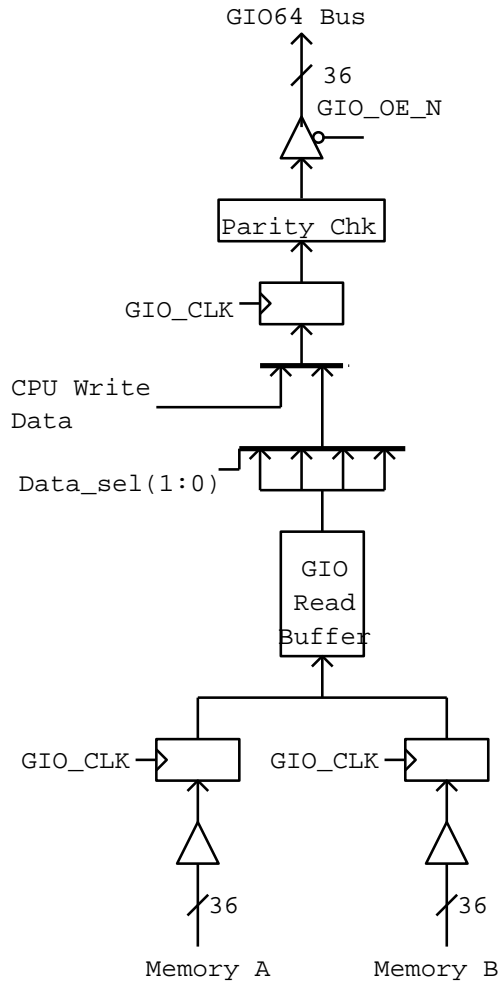 GIO64 Bus
36
GIO_OE_N
Parity Chk
GIO_CLK
CPU Write
Data
Data_sel(1:0)
GIO
Read
Buffer
GIO_CLK
GIO_CLK
36
36
Memory A
Memory B